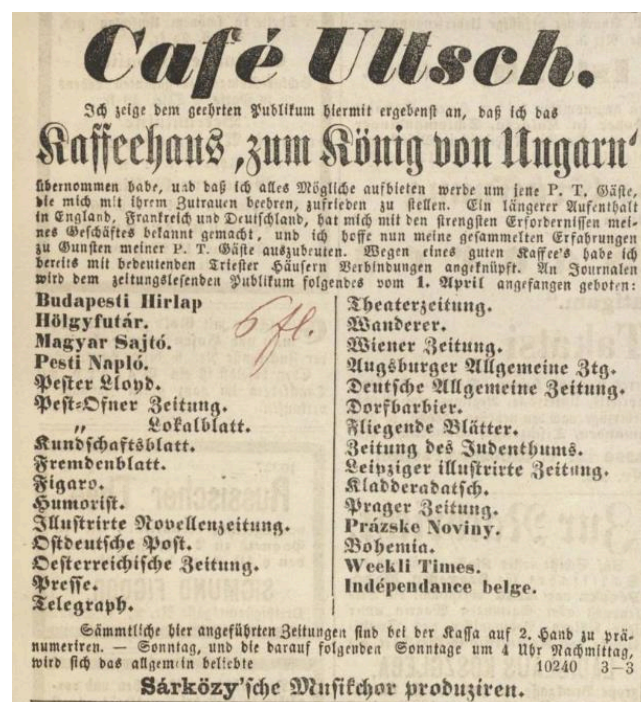 Café Ultsch.
Ich zeige dem geehrten Publikum hiermit ergebenst an, daß ich das
Kaffeehaus ‚zum König von Ungarn‘
übernommen habe, und daß ich alles Mögliche aufbieten werde um jene P. T. Gäste,
die mich mit ihrem Zutrauen beehren, zufrieden zu stellen. Ein längerer Aufenthalt
in England, Frankreich und Deutschland, hat mich mit den strengsten Erfordernissen mei-
nes Geschäftes bekannt gemacht, und ich hoffe nun meine gesammelten Erfahrungen
zu Gunsten meiner P. T. Gäste auszubeuten. Wegen eines guten Kaffee's habe ich
bereits mit bedeutenden Triester Häusern Verbindungen angeknüpft. An Journalen
wird dem zeitungslesenden Publikum folgendes vom 1. April angefangen geboten:
Budapesti Hirlap
Hölgyfutár.
Magyar Sajtó.
Pesti Napló.
Pester Lloyd.
Pest-Ofner Zeitung.
„ Lokalblatt.
Kundschaftsblatt.
Fremdenblatt.
Figaro.
Humorist.
Illustrirte Novellenzeitung.
Ostdeutsche Post.
Oesterreichische Zeitung.
Presse.
Telegraph.
6 fl.
Theaterzeitung.
Wanderer.
Wiener Zeitung.
Augsburger Allgemeine Ztg.
Deutsche Allgemeine Zeitung.
Dorfbarbier.
Fliegende Blätter.
Zeitung des Judenthums.
Leipziger illustrirte Zeitung.
Kladderadatsch.
Prager Zeitung.
Prázske Noviny.
Bohemia.
Weekli Times.
Indépendance belge.
Sämmtliche hier angeführten Zeitungen sind bei der Kassa auf 2. Hand zu prä-
numeriren. — Sonntag, und die darauf folgenden Sonntage um 4 Uhr Nachmittag,
wird sich das allgemein beliebte 10240 3—3
Sárközy'sche Musikchor produziren.